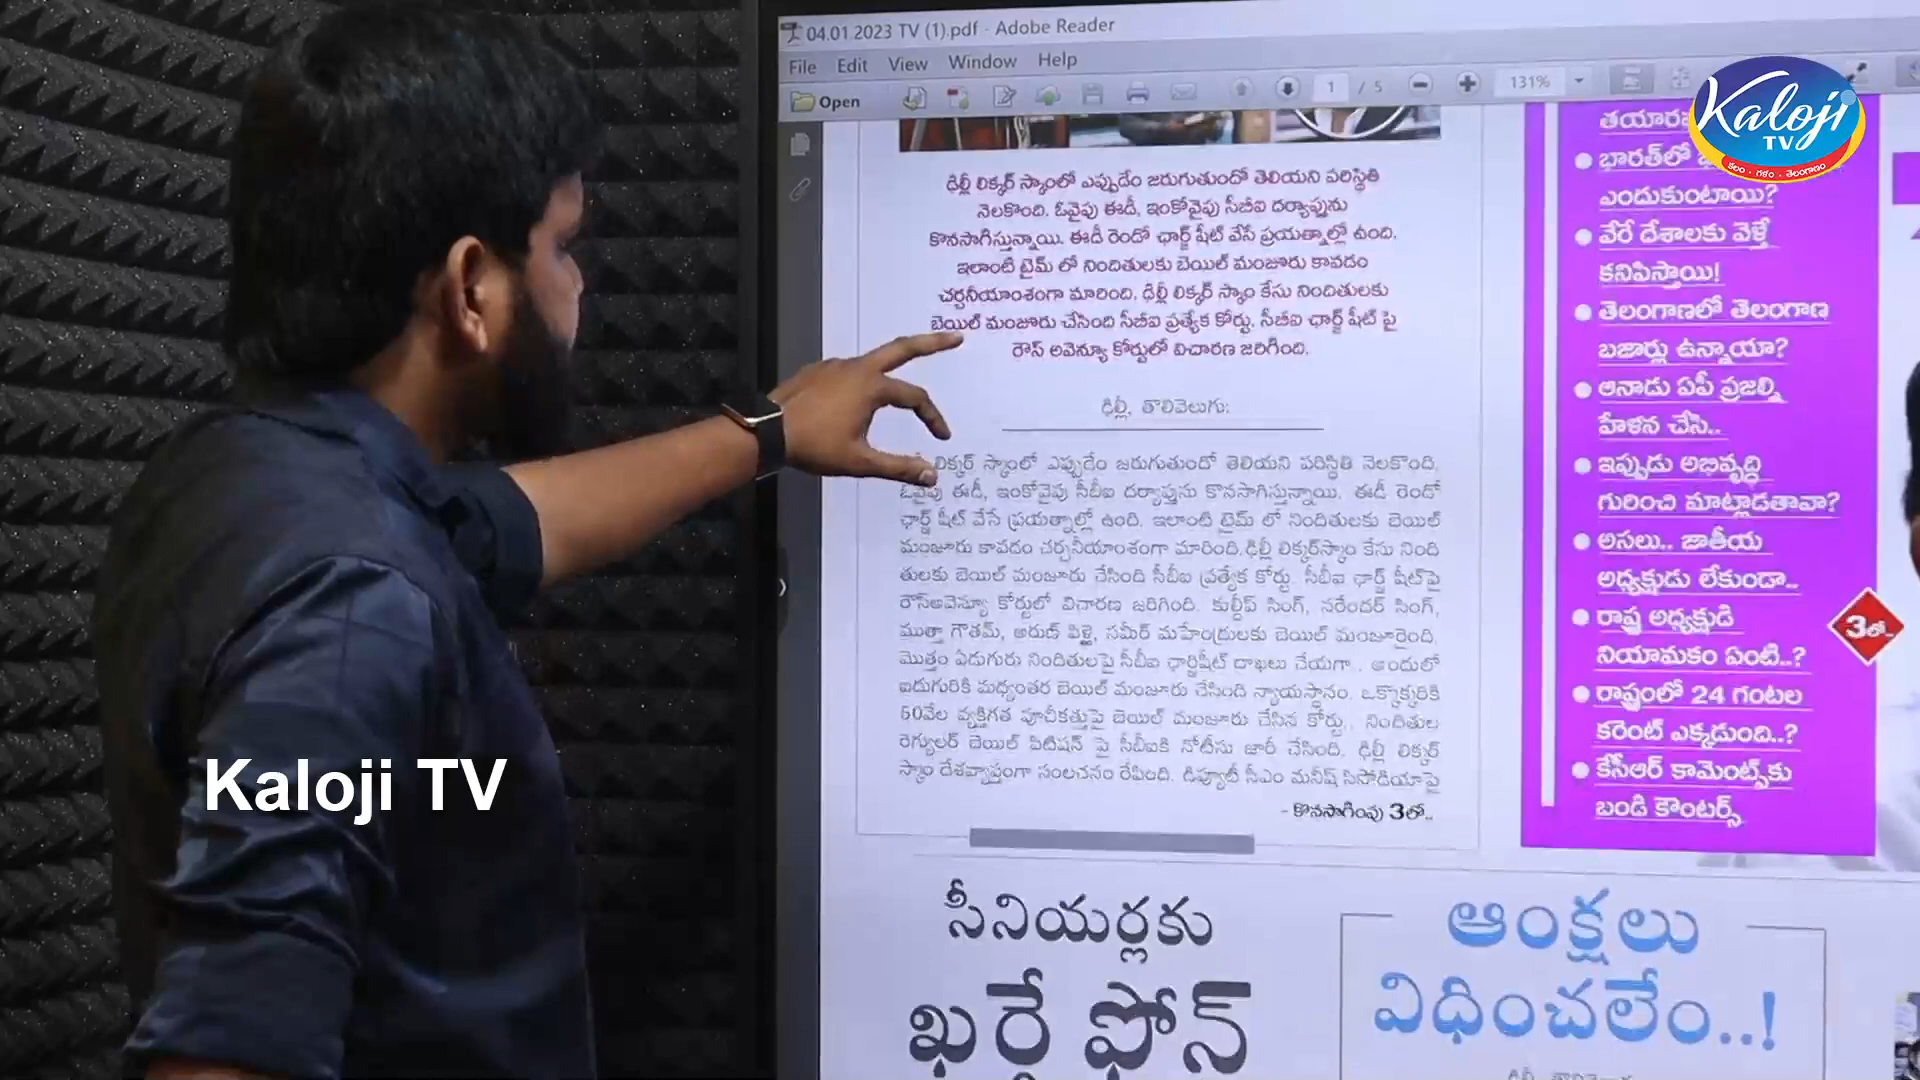 04.01.2023 TV (1).pdf - Adobe Reader
File Edit View Window Help
Open
1 / 5
131%
Kaloji
TV
కలం - గళం - తెలంగాణం
ఢిల్లీ లిక్కర్ స్కాంలో ఎప్పుడేం జరుగుతుందో తెలియని పరిస్థితి
నెలకొంది. ఓవైపు ఈడీ, ఇంకోవైపు సీబీఐ దర్యాప్తును
కొనసాగిస్తున్నాయి. ఈడీ రెండో ఛార్జ్ షీట్ వేసే ప్రయత్నాల్లో ఉంది.
ఇలాంటి టైమ్ లో నిందితులకు బెయిల్ మంజూరు కావడం
చర్చనీయాంశంగా మారింది. ఢిల్లీ లిక్కర్ స్కాం కేసు నిందితులకు
బెయిల్ మంజూరు చేసింది సీబీఐ ప్రత్యేక కోర్టు. సీబీఐ ఛార్జ్ షీట్ పై
రౌస్ అవెన్యూ కోర్టులో విచారణ జరిగింది.
ఢిల్లీ, తొలివెలుగు:
లిక్కర్ స్కాంలో ఎప్పుడేం జరుగుతుందో తెలియని పరిస్థితి నెలకొంది.
ఓవైపు ఈడీ, ఇంకోవైపు సీబీఐ దర్యాప్తును కొనసాగిస్తున్నాయి. ఈడీ రెండో
ఛార్జ్ షీట్ వేసే ప్రయత్నాల్లో ఉంది. ఇలాంటి టైమ్ లో నిందితులకు బెయిల్
మంజూరు కావడం చర్చనీయాంశంగా మారింది.ఢిల్లీ లిక్కర్‌స్కాం కేసు నింది
తులకు బెయిల్ మంజూరు చేసింది సీబీఐ ప్రత్యేక కోర్టు. సీబీఐ ఛార్జ్ షీట్‌పై
రౌస్అవెన్యూ కోర్టులో విచారణ జరిగింది. కుల్దీప్ సింగ్, నరేందర్ సింగ్,
ముత్తా గౌతమ్, అరుణ్ పిళ్లై, సమీర్ మహేంద్రులకు బెయిల్ మంజూరైంది.
మొత్తం ఏడుగురు నిందితులపై సీబీఐ ఛార్జిషీట్ దాఖలు చేయగా.. అందులో
ఐదుగురికి మధ్యంతర బెయిల్ మంజూరు చేసింది న్యాయస్థానం. ఒక్కొక్కరికి
50వేల వ్యక్తిగత పూచీకత్తుపై బెయిల్ మంజూరు చేసిన కోర్టు.. నిందితుల
రెగ్యులర్ బెయిల్ పిటిషన్ పై సీబీఐకి నోటీసు జారీ చేసింది. ఢిల్లీ లిక్కర్
స్కాం దేశవ్యాప్తంగా సంచలనం రేపింది. డిప్యూటీ సీఎం మనీష్ సిసోడియాపై
- కొనసాగింపు 3లో..
భారత్‌లో
ఎందుకుంటాయి?
వేరే దేశాలకు వెళ్తే
కనిపిస్తాయి!
తెలంగాణలో తెలంగాణ
బజార్లు ఉన్నాయా?
ఆనాడు ఏపీ ప్రజల్ని
హేళన చేసి..
ఇప్పుడు అభివృద్ధి
గురించి మాట్లాడతావా?
అసలు.. జాతీయ
అధ్యక్షుడు లేకుండా..
రాష్ట్ర అధ్యక్షుడి
నియామకం ఏంటి..?
రాష్ట్రంలో 24 గంటల
కరెంట్ ఎక్కడుంది..?
కేసీఆర్ కామెంట్స్‌కు
బండి కౌంటర్స్
3లో..
సీనియర్లకు
ఖర్గే ఫోన్
ఆంక్షలు
విధించలేం..!
Kaloji TV